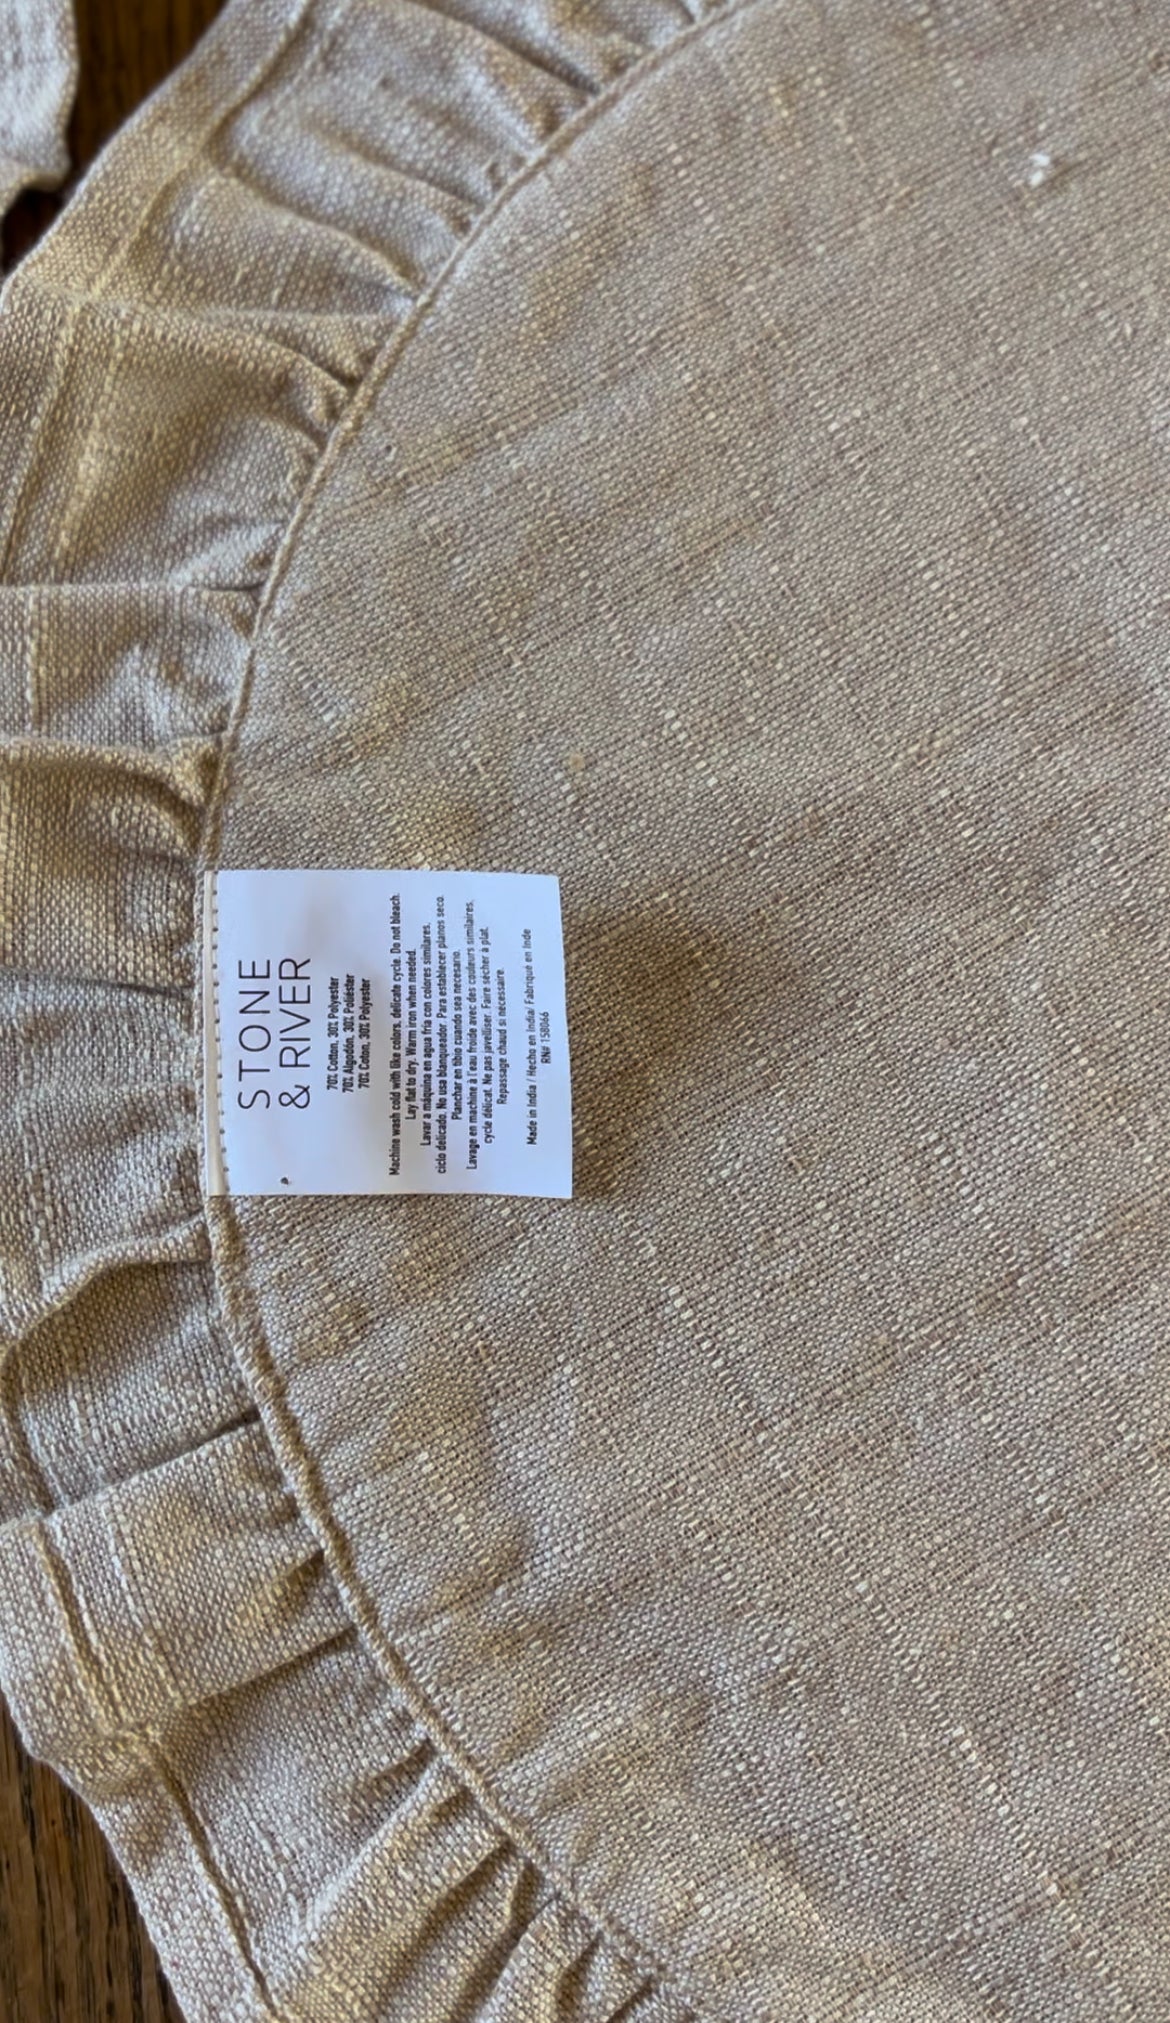 STONE
& RIVER
70% Cotton, 30% Polyester
70% Algodón, 30% Poliéster
70% Coton, 30% Polyester
Machine wash cold with like colors, delicate cycle. Do not bleach.
Lay flat to dry. Warm iron when needed.
Lavar a máquina en agua fría con colores similares.
ciclo delicado. No usa blanqueador. Para establecer planos seco.
Planchar en tibio cuando sea necesario.
Lavage en machine à l'eau froide avec des couleurs similaires.
cycle délicat. Ne pas javelliser. Faire sécher à plat.
Repassage chaud si nécessaire.
Made in India / Hecho en India/ Fabriqué en Inde
RN# 158066